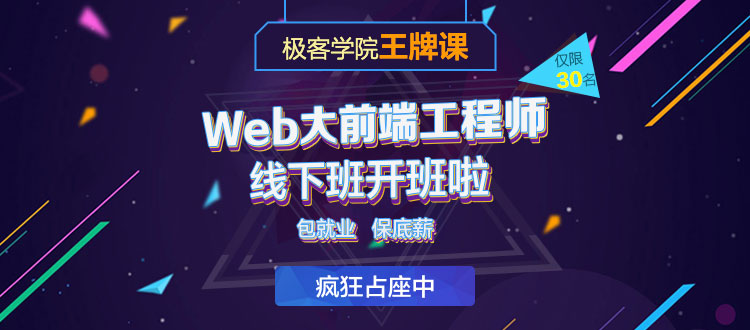 极客学院王牌课
仅限
30名
Web大前端工程师
线下班开班啦
包就业 保底薪
疯狂占座中